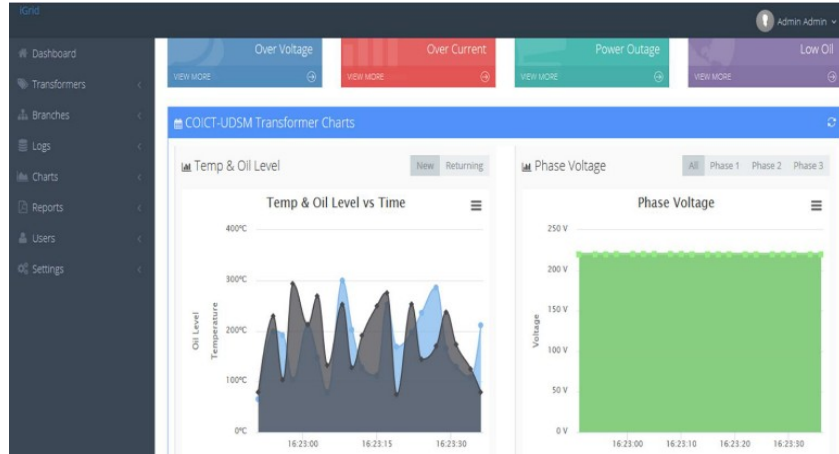 iGrid
Admin Admin
Dashboard
Transformers
Branches
Logs
Charts
Reports
Users
Settings
Over Voltage
VIEW MORE
Over Current
VIEW MORE
Power Outage
VIEW MORE
Low Oil
VIEW MORE
COICT-UDSM Transformer Charts
Temp & Oil Level
New Returning
Temp & Oil Level vs Time
Oil Level
Temperature
400°C
300°C
200°C
100°C
0°C
16:23:00 16:23:15 16:23:30
Phase Voltage
All Phase 1 Phase 2 Phase 3
Phase Voltage
Voltage
250 V
200 V
150 V
100 V
50 V
0 V
16:23:00 16:23:10 16:23:20 16:23:30